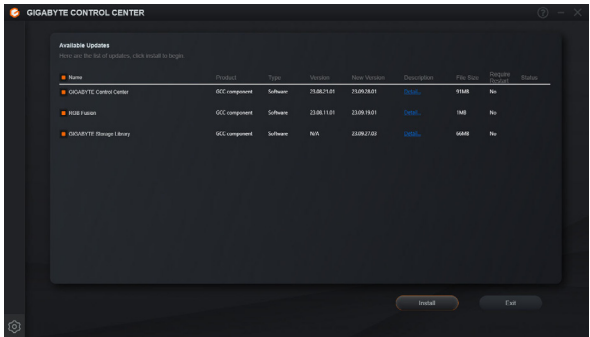 GIGABYTE CONTROL CENTER
Available Updates
Here are the list of updates, click install to begin.
Name Product Type Version New Version Description File Size Require Restart Status
GIGABYTE Control Center GCC component Software 23.08.21.01 23.09.28.01 Detail... 91MB No
RGB Fusion GCC component Software 23.08.11.01 23.09.19.01 Detail... 1MB No
GIGABYTE Storage Library GCC component Software N/A 23.09.27.03 Detail... 66MB No
Install Exit